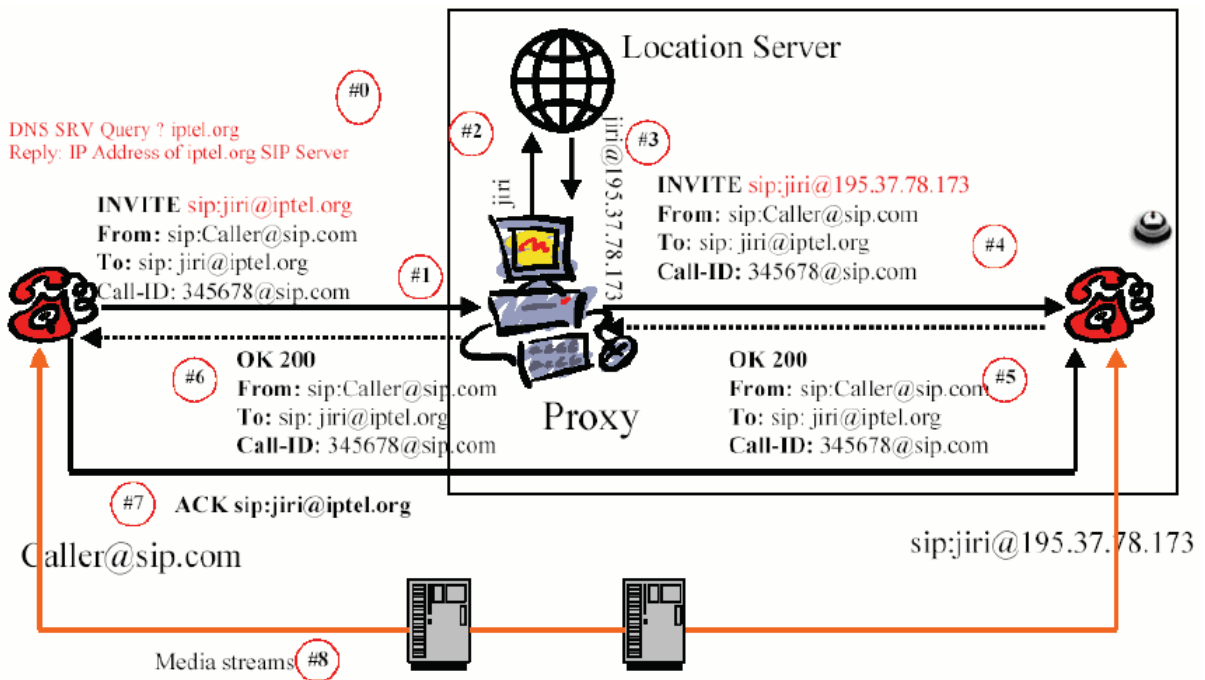 Location Server
#0
DNS SRV Query ? iptel.org
Reply: IP Address of iptel.org SIP Server
#2
jiri
#3
jiri@195.37.78.173
INVITE sip:jiri@iptel.org
From: sip:Caller@sip.com
To: sip: jiri@iptel.org
Call-ID: 345678@sip.com
#1
INVITE sip:jiri@195.37.78.173
From: sip:Caller@sip.com
To: sip: jiri@iptel.org
Call-ID: 345678@sip.com
#4
#6
OK 200
From: sip:Caller@sip.com
To: sip: jiri@iptel.org
Call-ID: 345678@sip.com
Proxy
OK 200
From: sip:Caller@sip.com
To: sip: jiri@iptel.org
Call-ID: 345678@sip.com
#5
#7
ACK sip:jiri@iptel.org
Caller@sip.com
sip:jiri@195.37.78.173
Media streams
#8